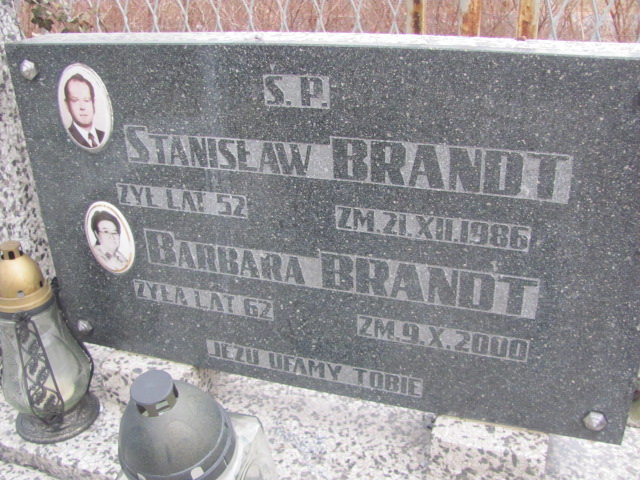 S. P.
STANISŁAW BRANDT
ŻYŁ LAT 52
ZM. 21.XII.1986
BARBARA BRANDT
ŻYŁA LAT 62
ZM. 9.X.2000
JEZU UFAMY TOBIE